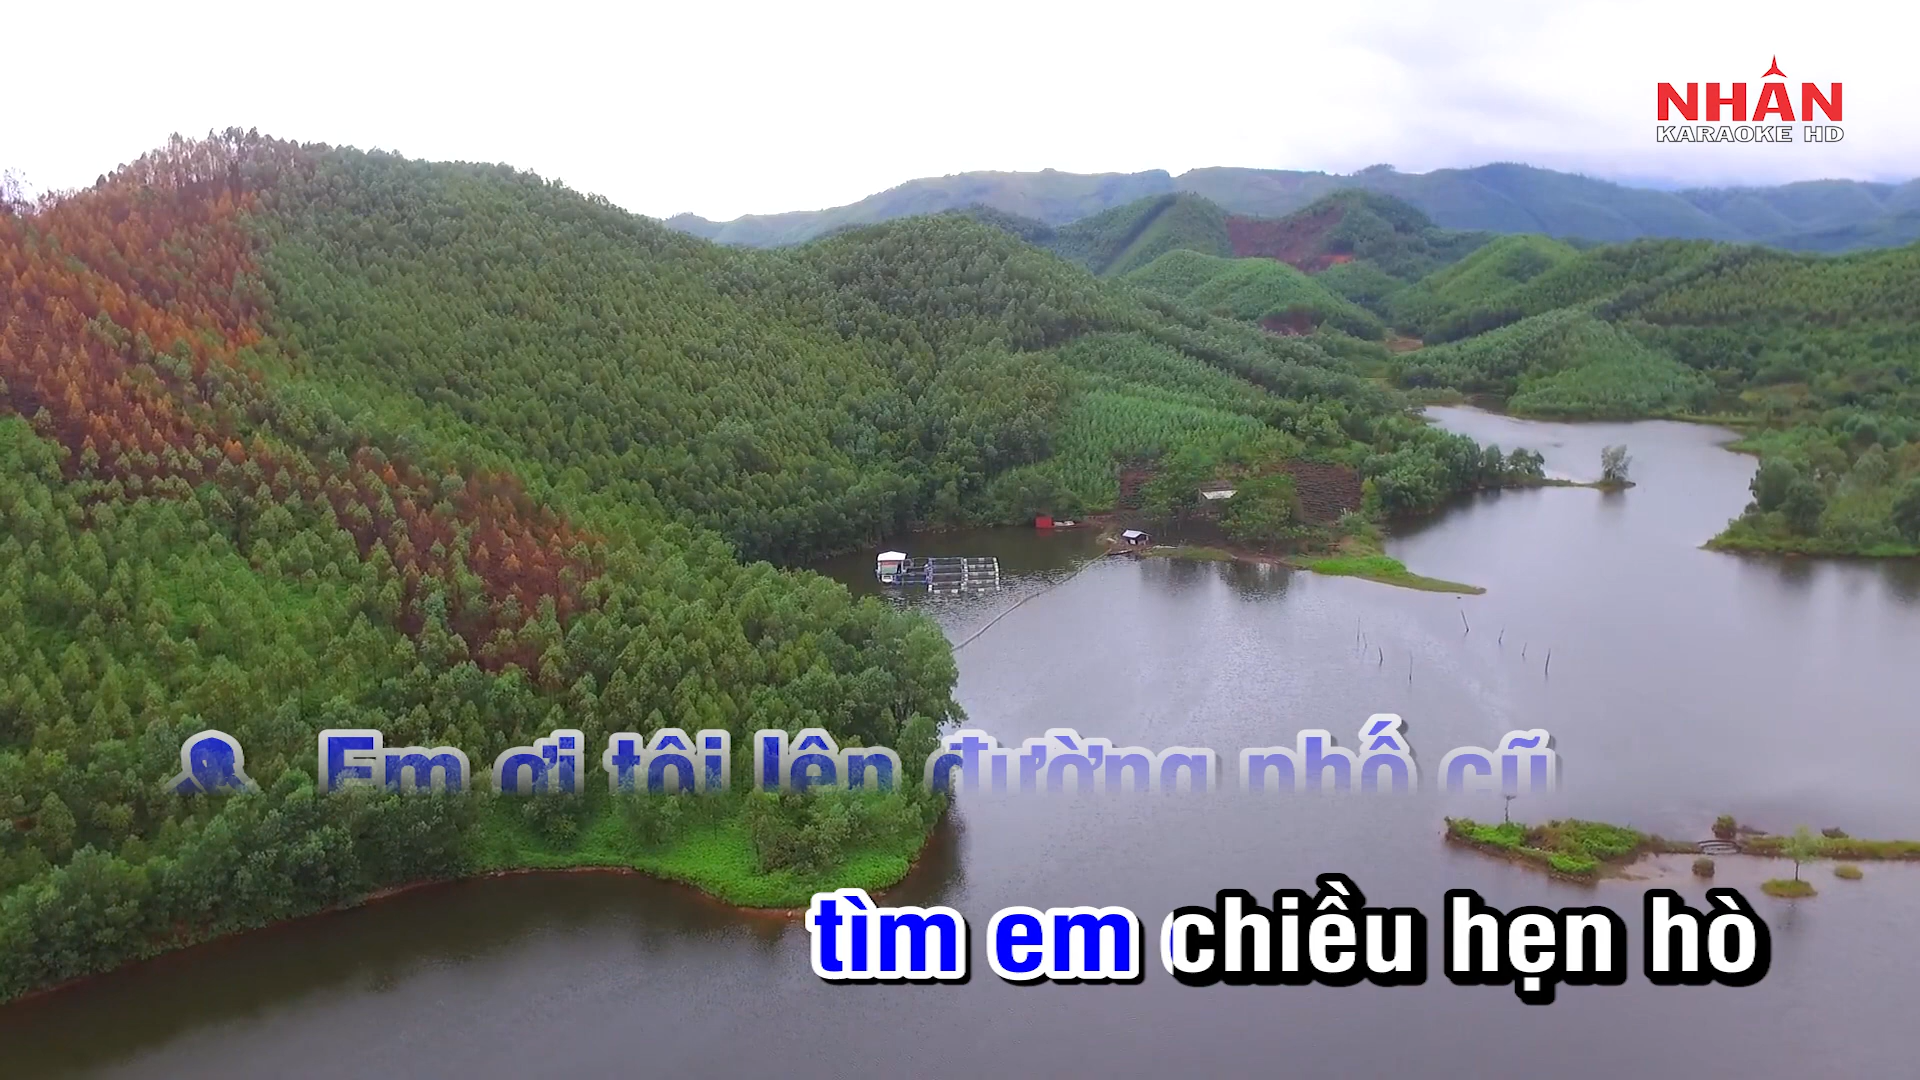 NHÂN
KARAOKE HD
Em ơi tôi lên đường phố cũ
tìm em chiều hẹn hò